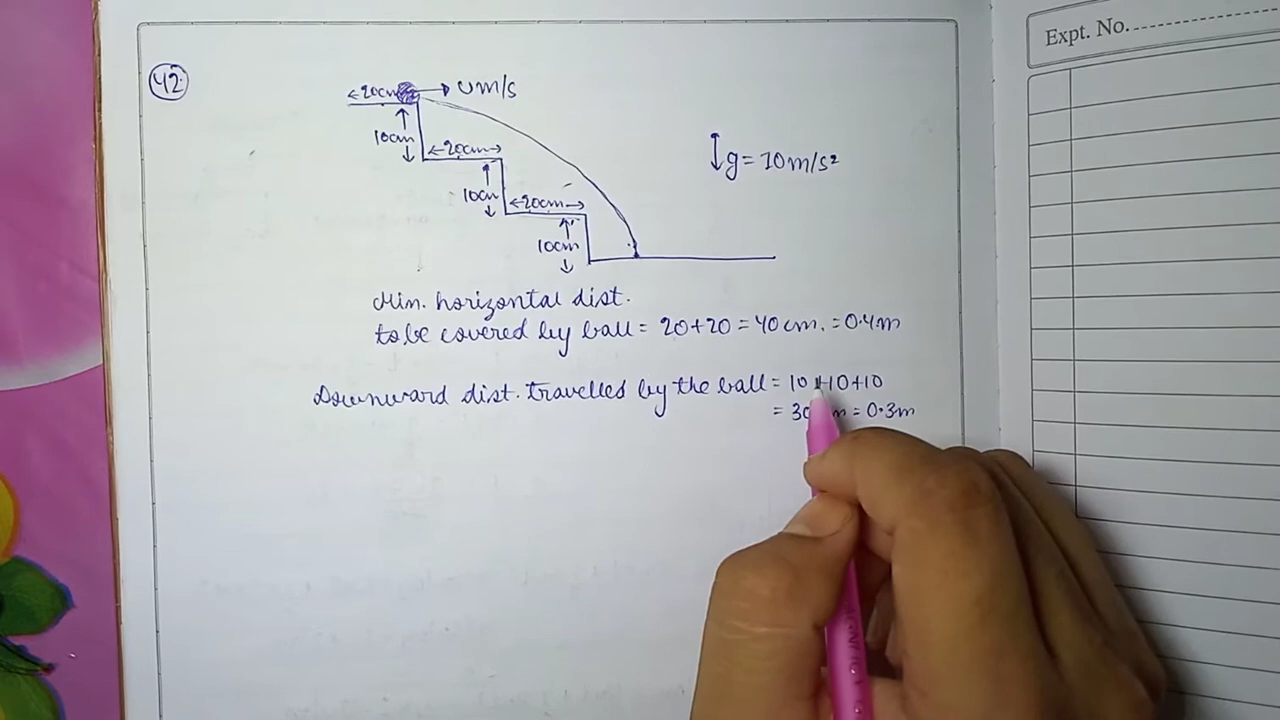 Expt. No.
42.
20cm
U m/s
10cm
20cm
g = 10m/s²
10cm
20cm
10cm
Min. horizontal dist.
to be covered by ball = 20+20 = 40 cm. = 0.4m
Downward dist. travelled by the ball = 10+10+10
= 30 = 0.3m